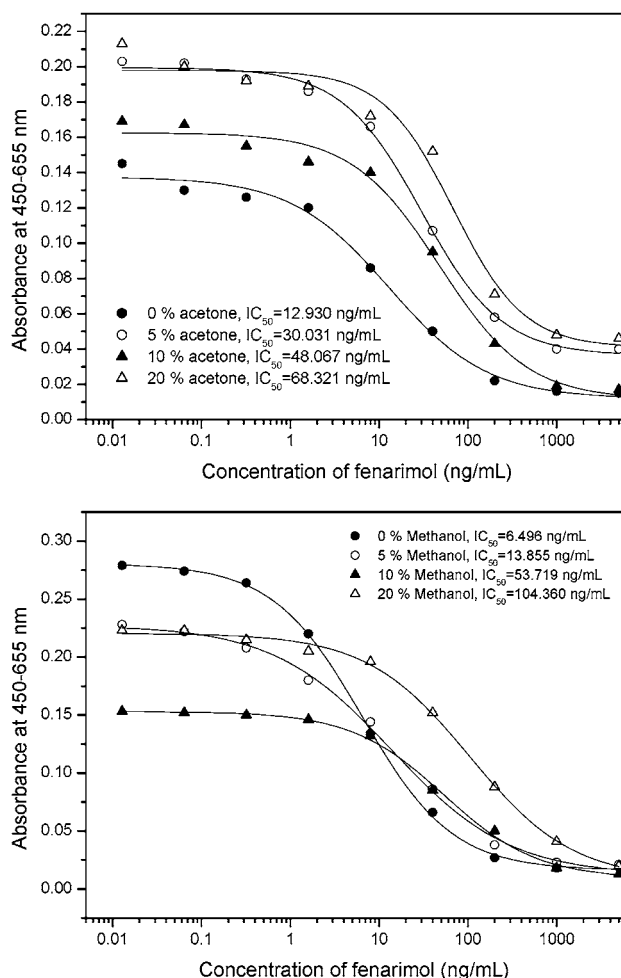 0.22
0.20
0.18
0.16
0.14
0.12
0.10
0.08
0.06
0.04
0.02
0.00
Absorbance at 450-655 nm
0 % acetone, IC50=12.930 ng/mL
5 % acetone, IC50=30.031 ng/mL
10 % acetone, IC50=48.067 ng/mL
20 % acetone, IC50=68.321 ng/mL
0.01 0.1 1 10 100 1000
Concentration of fenarimol (ng/mL)
0.30
0.25
0.20
0.15
0.10
0.05
0.00
Absorbance at 450-655 nm
0 % Methanol, IC50=6.496 ng/mL
5 % Methanol, IC50=13.855 ng/mL
10 % Methanol, IC50=53.719 ng/mL
20 % Methanol, IC50=104.360 ng/mL
0.01 0.1 1 10 100 1000
Concentration of fenarimol (ng/mL)